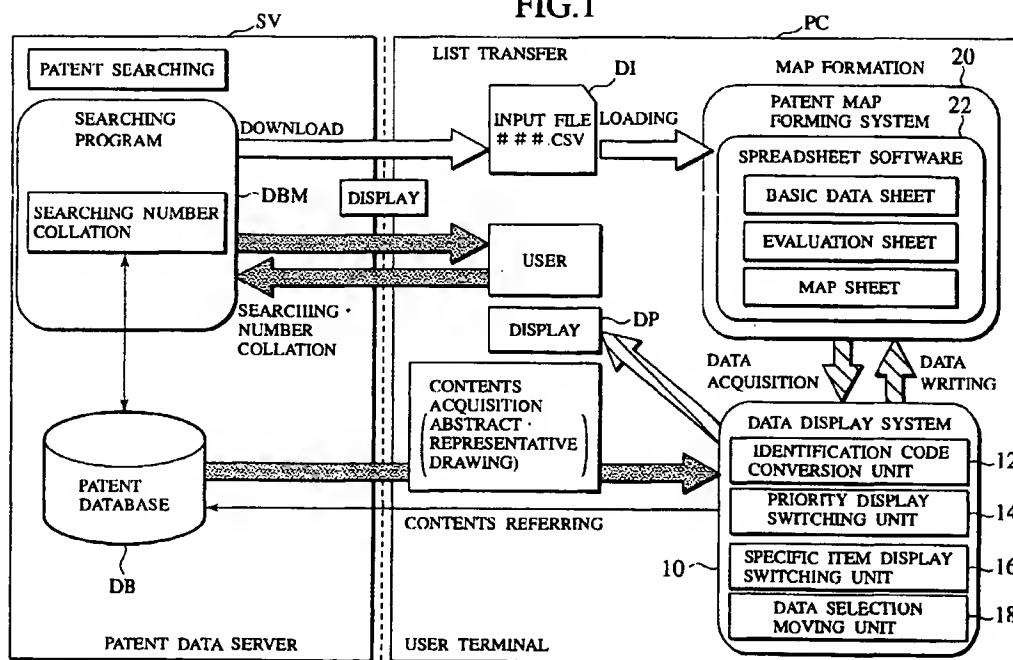 FIG.1
SV
PC
PATENT SEARCHING
SEARCHING
PROGRAM
SEARCHING NUMBER
COLLATION
DBM
DOWNLOAD
DISPLAY
SEARCHIING ·
NUMBER
COLLATION
PATENT
DATABASE
DB
PATENT DATA SERVER
LIST TRANSFER
DI
INPUT FILE
# # # .CSV
LOADING
USER
DISPLAY
DP
CONTENTS
ACQUISITION
(ABSTRACT ·
REPRESENTATIVE
DRAWING)
CONTENTS REFERRING
USER TERMINAL
MAP FORMATION
20
PATENT MAP
FORMING SYSTEM
22
SPREADSHEET SOFTWARE
BASIC DATA SHEET
EVALUATION SHEET
MAP SHEET
DATA
ACQUISITION
DATA
WRITING
DATA DISPLAY SYSTEM
IDENTIFICATION CODE
CONVERSION UNIT
12
PRIORITY DISPLAY
SWITCHING UNIT
14
10
SPECIFIC ITEM DISPLAY
SWITCHING UNIT
16
DATA SELECTION
MOVING UNIT
18